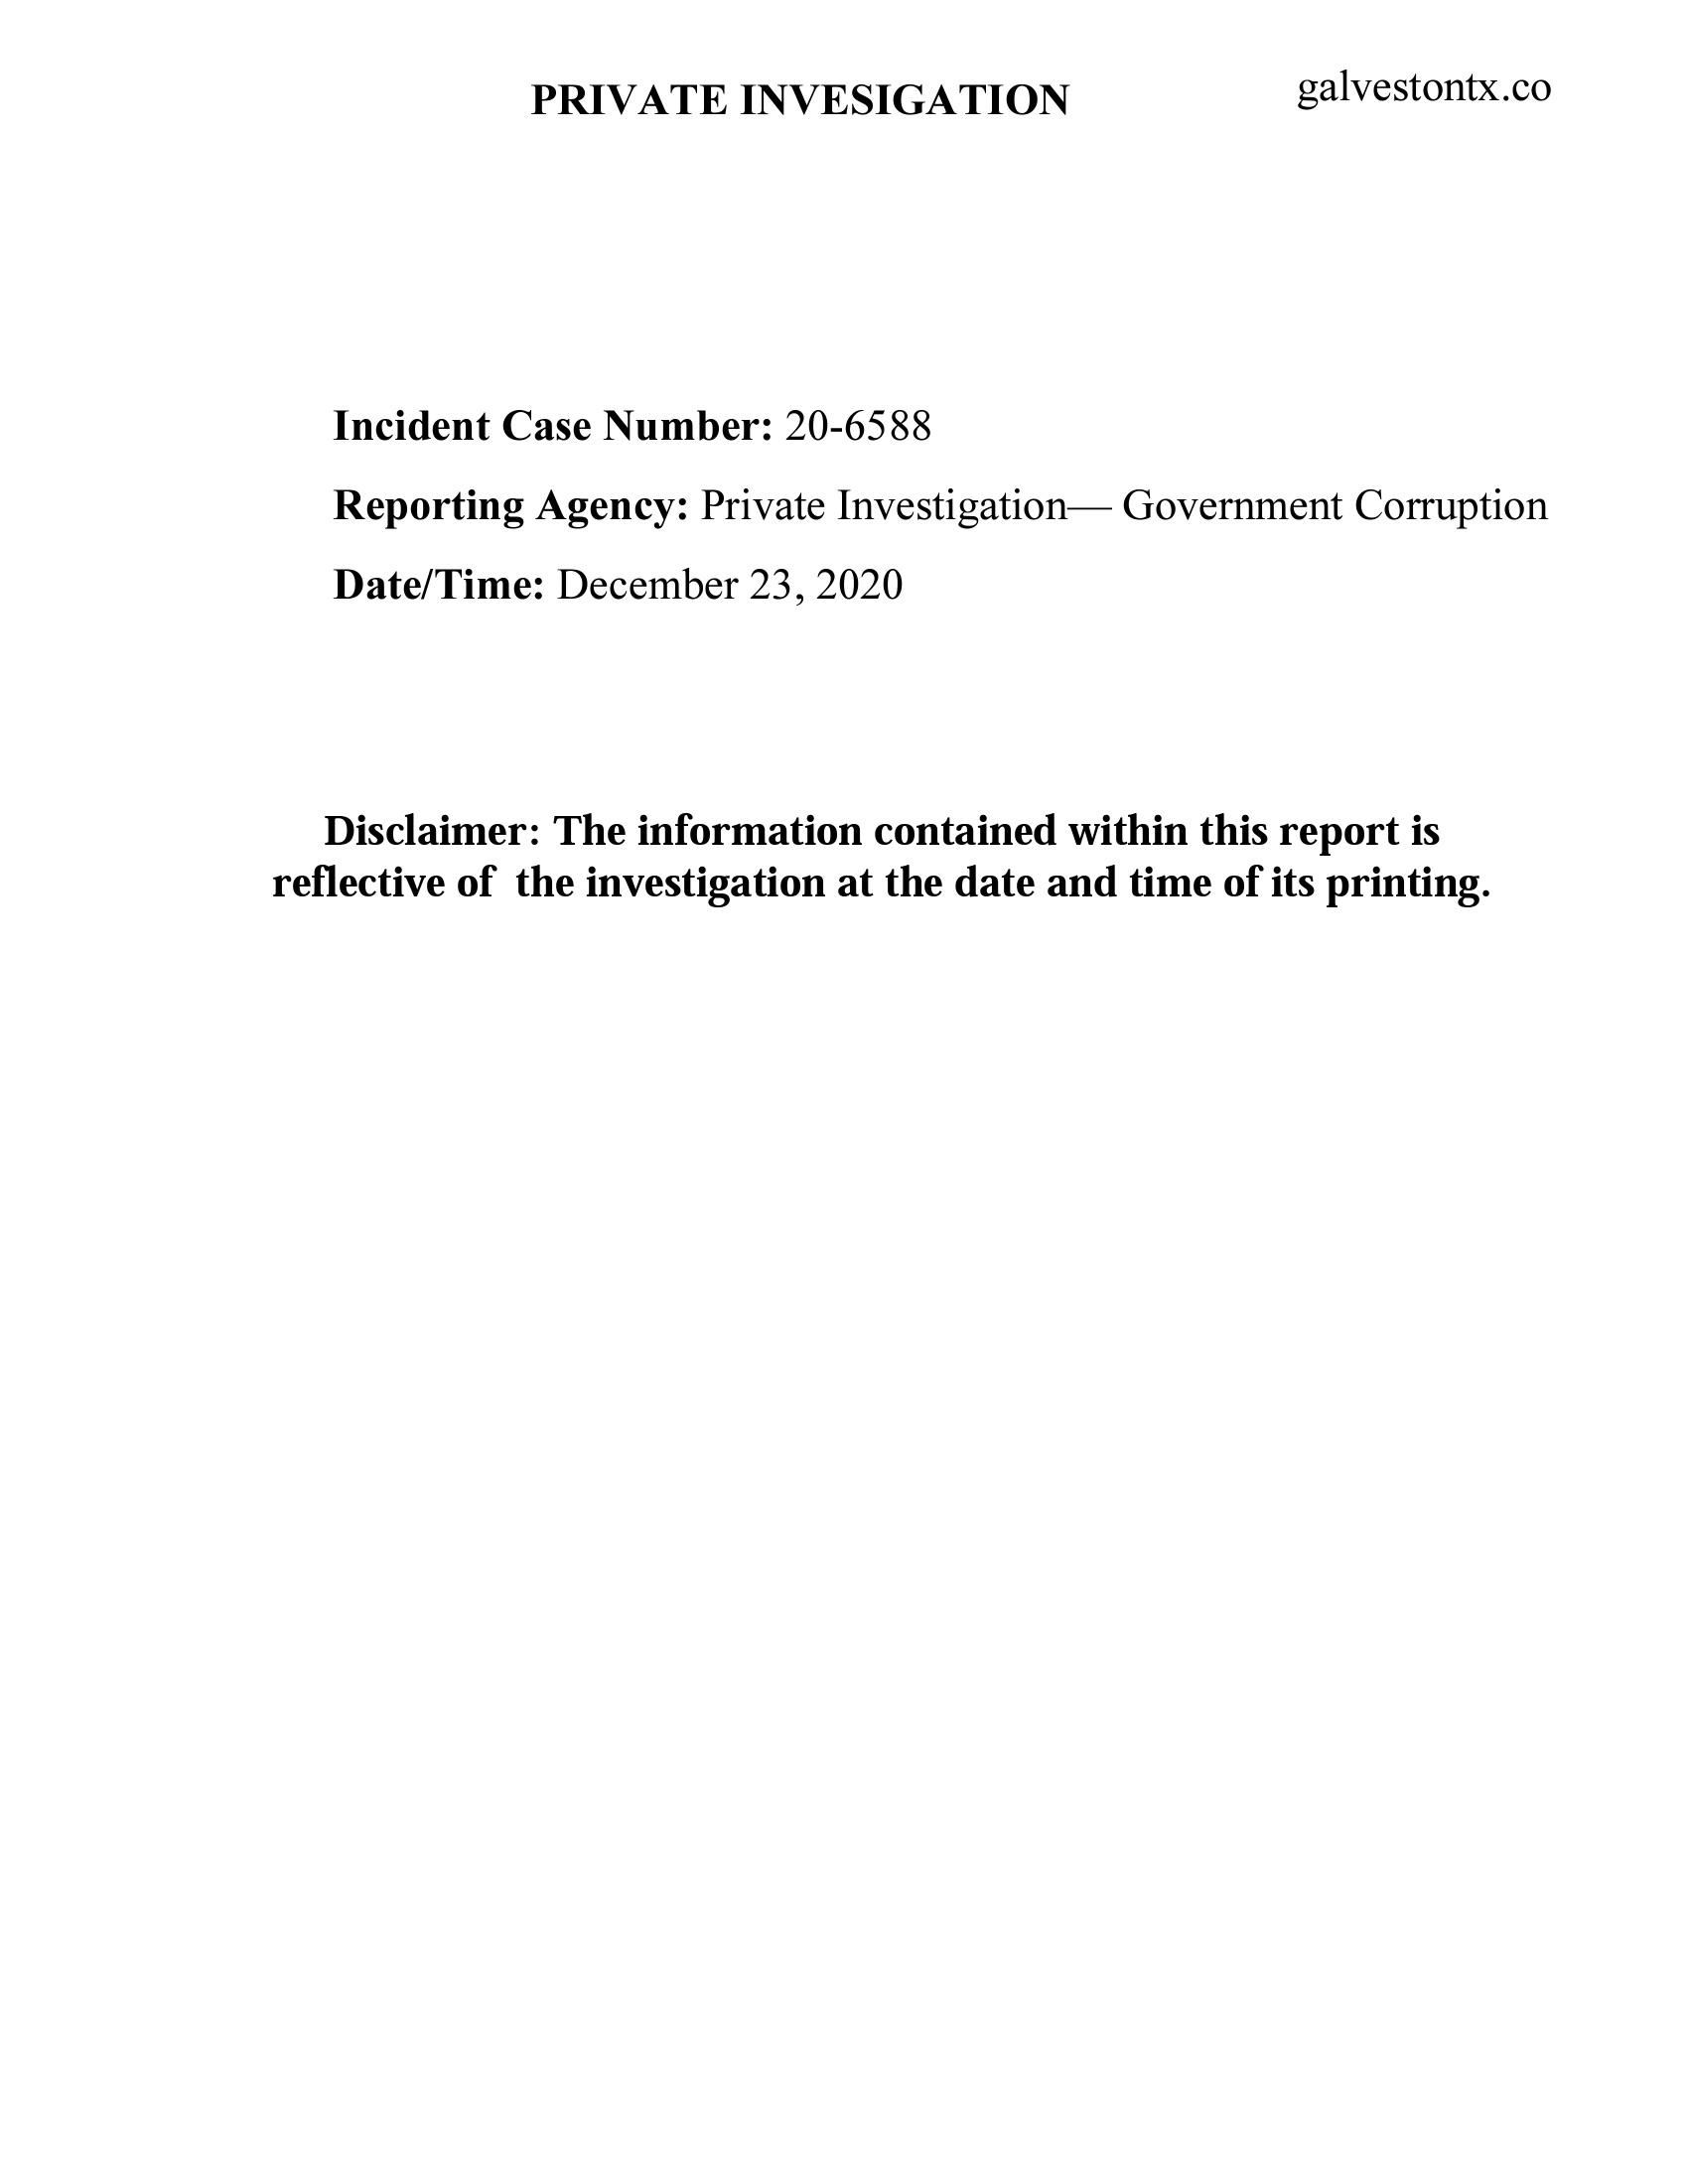 PRIVATE INVESIGATION
galvestontx.co
Incident Case Number: 20-6588
Reporting Agency: Private Investigation— Government Corruption
Date/Time: December 23, 2020
Disclaimer: The information contained within this report is
reflective of  the investigation at the date and time of its printing.